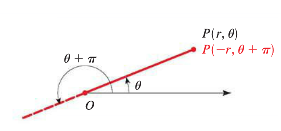 P(r, θ)
P(−r, θ + π)
θ + π
θ
O